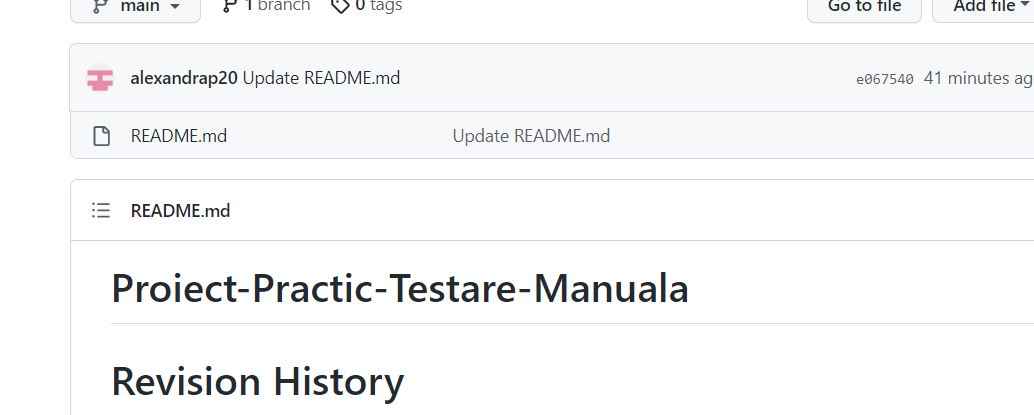 main
1 branch
0 tags
Go to file
Add file
alexandrap20 Update README.md
e067540 41 minutes ag
README.md
Update README.md
README.md
Proiect-Practic-Testare-Manuala
Revision History